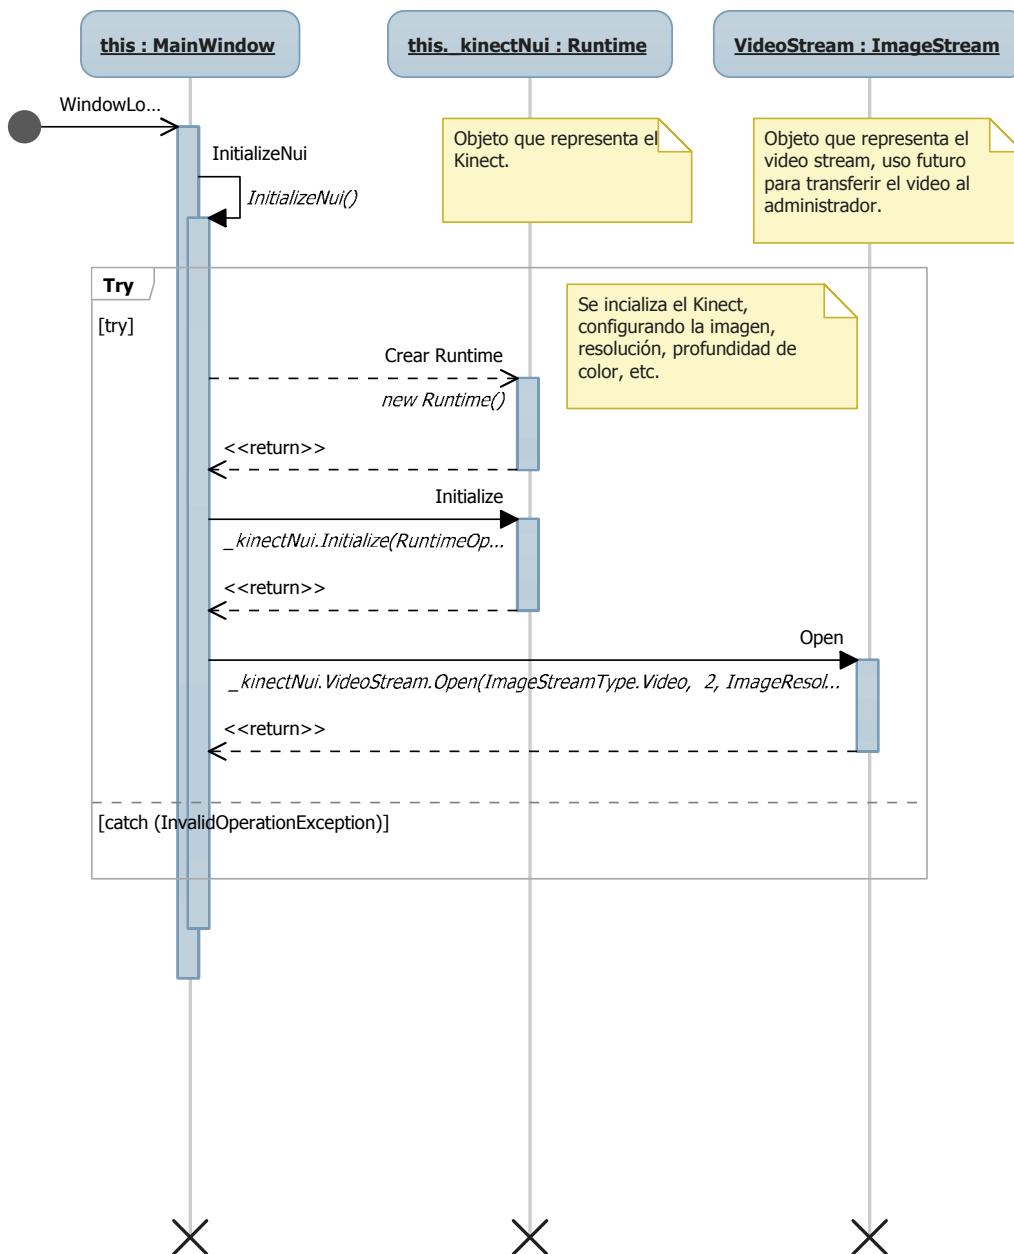 this : MainWindow
this._kinectNui : Runtime
VideoStream : ImageStream
WindowLo...
Objeto que representa el
Kinect.
Objeto que representa el
video stream, uso futuro
para transferir el video al
administrador.
InitializeNui
InitializeNui()
Try
[try]
Se incializa el Kinect,
configurando la imagen,
resolución, profundidad de
color, etc.
Crear Runtime
new Runtime()
<<return>>
Initialize
_kinectNui.Initialize(RuntimeOp...
<<return>>
Open
_kinectNui.VideoStream.Open(ImageStreamType.Video, 2, ImageResol...
<<return>>
[catch (InvalidOperationException)]